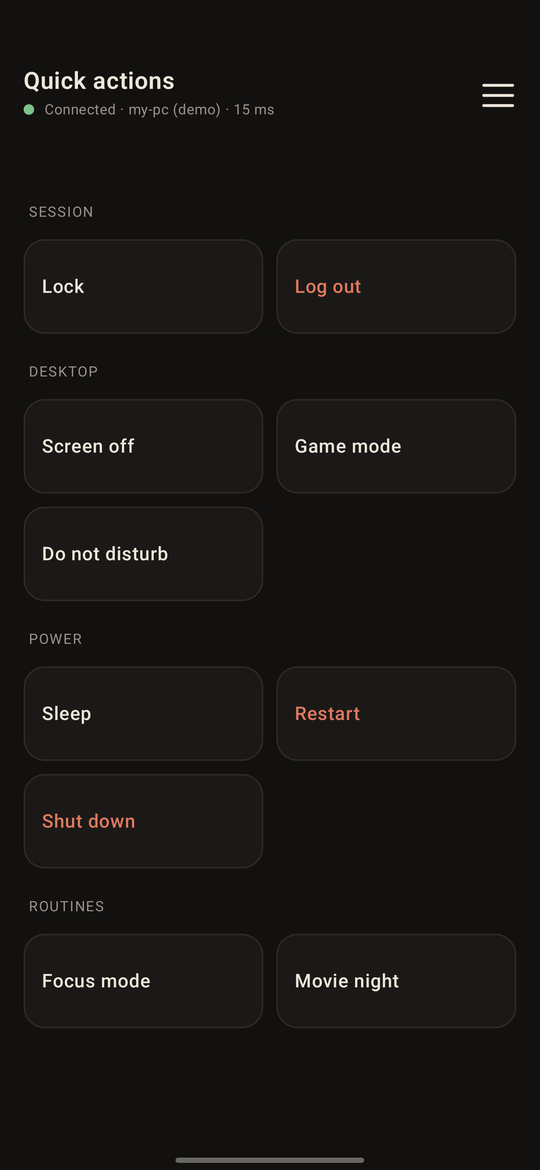 Quick actions
Connected · my-pc (demo) · 15 ms
SESSION
Lock
Log out
DESKTOP
Screen off
Game mode
Do not disturb
POWER
Sleep
Restart
Shut down
ROUTINES
Focus mode
Movie night